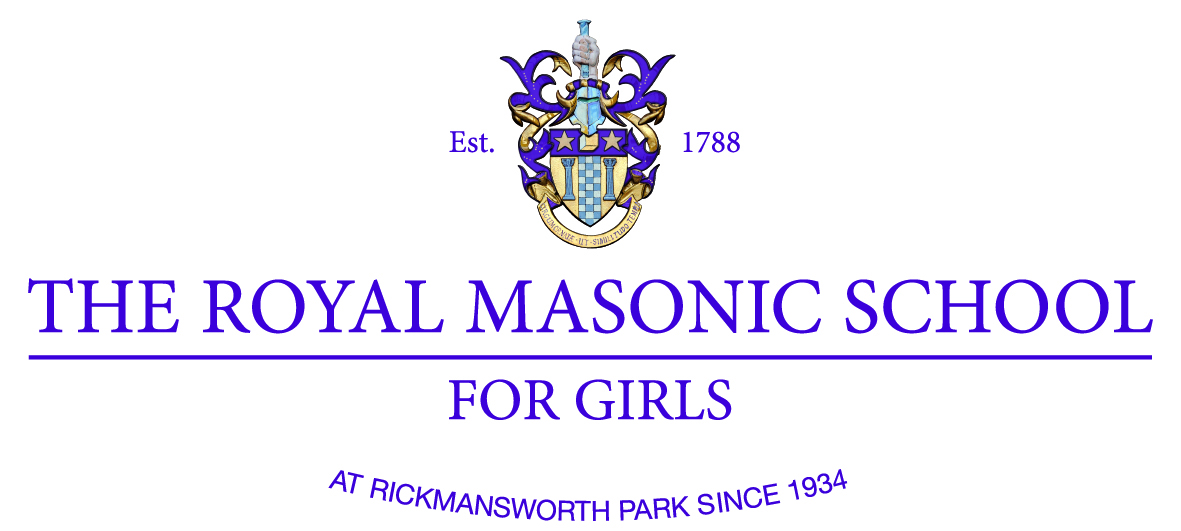 Est. 1788
THE ROYAL MASONIC SCHOOL
FOR GIRLS
AT RICKMANSWORTH PARK SINCE 1934